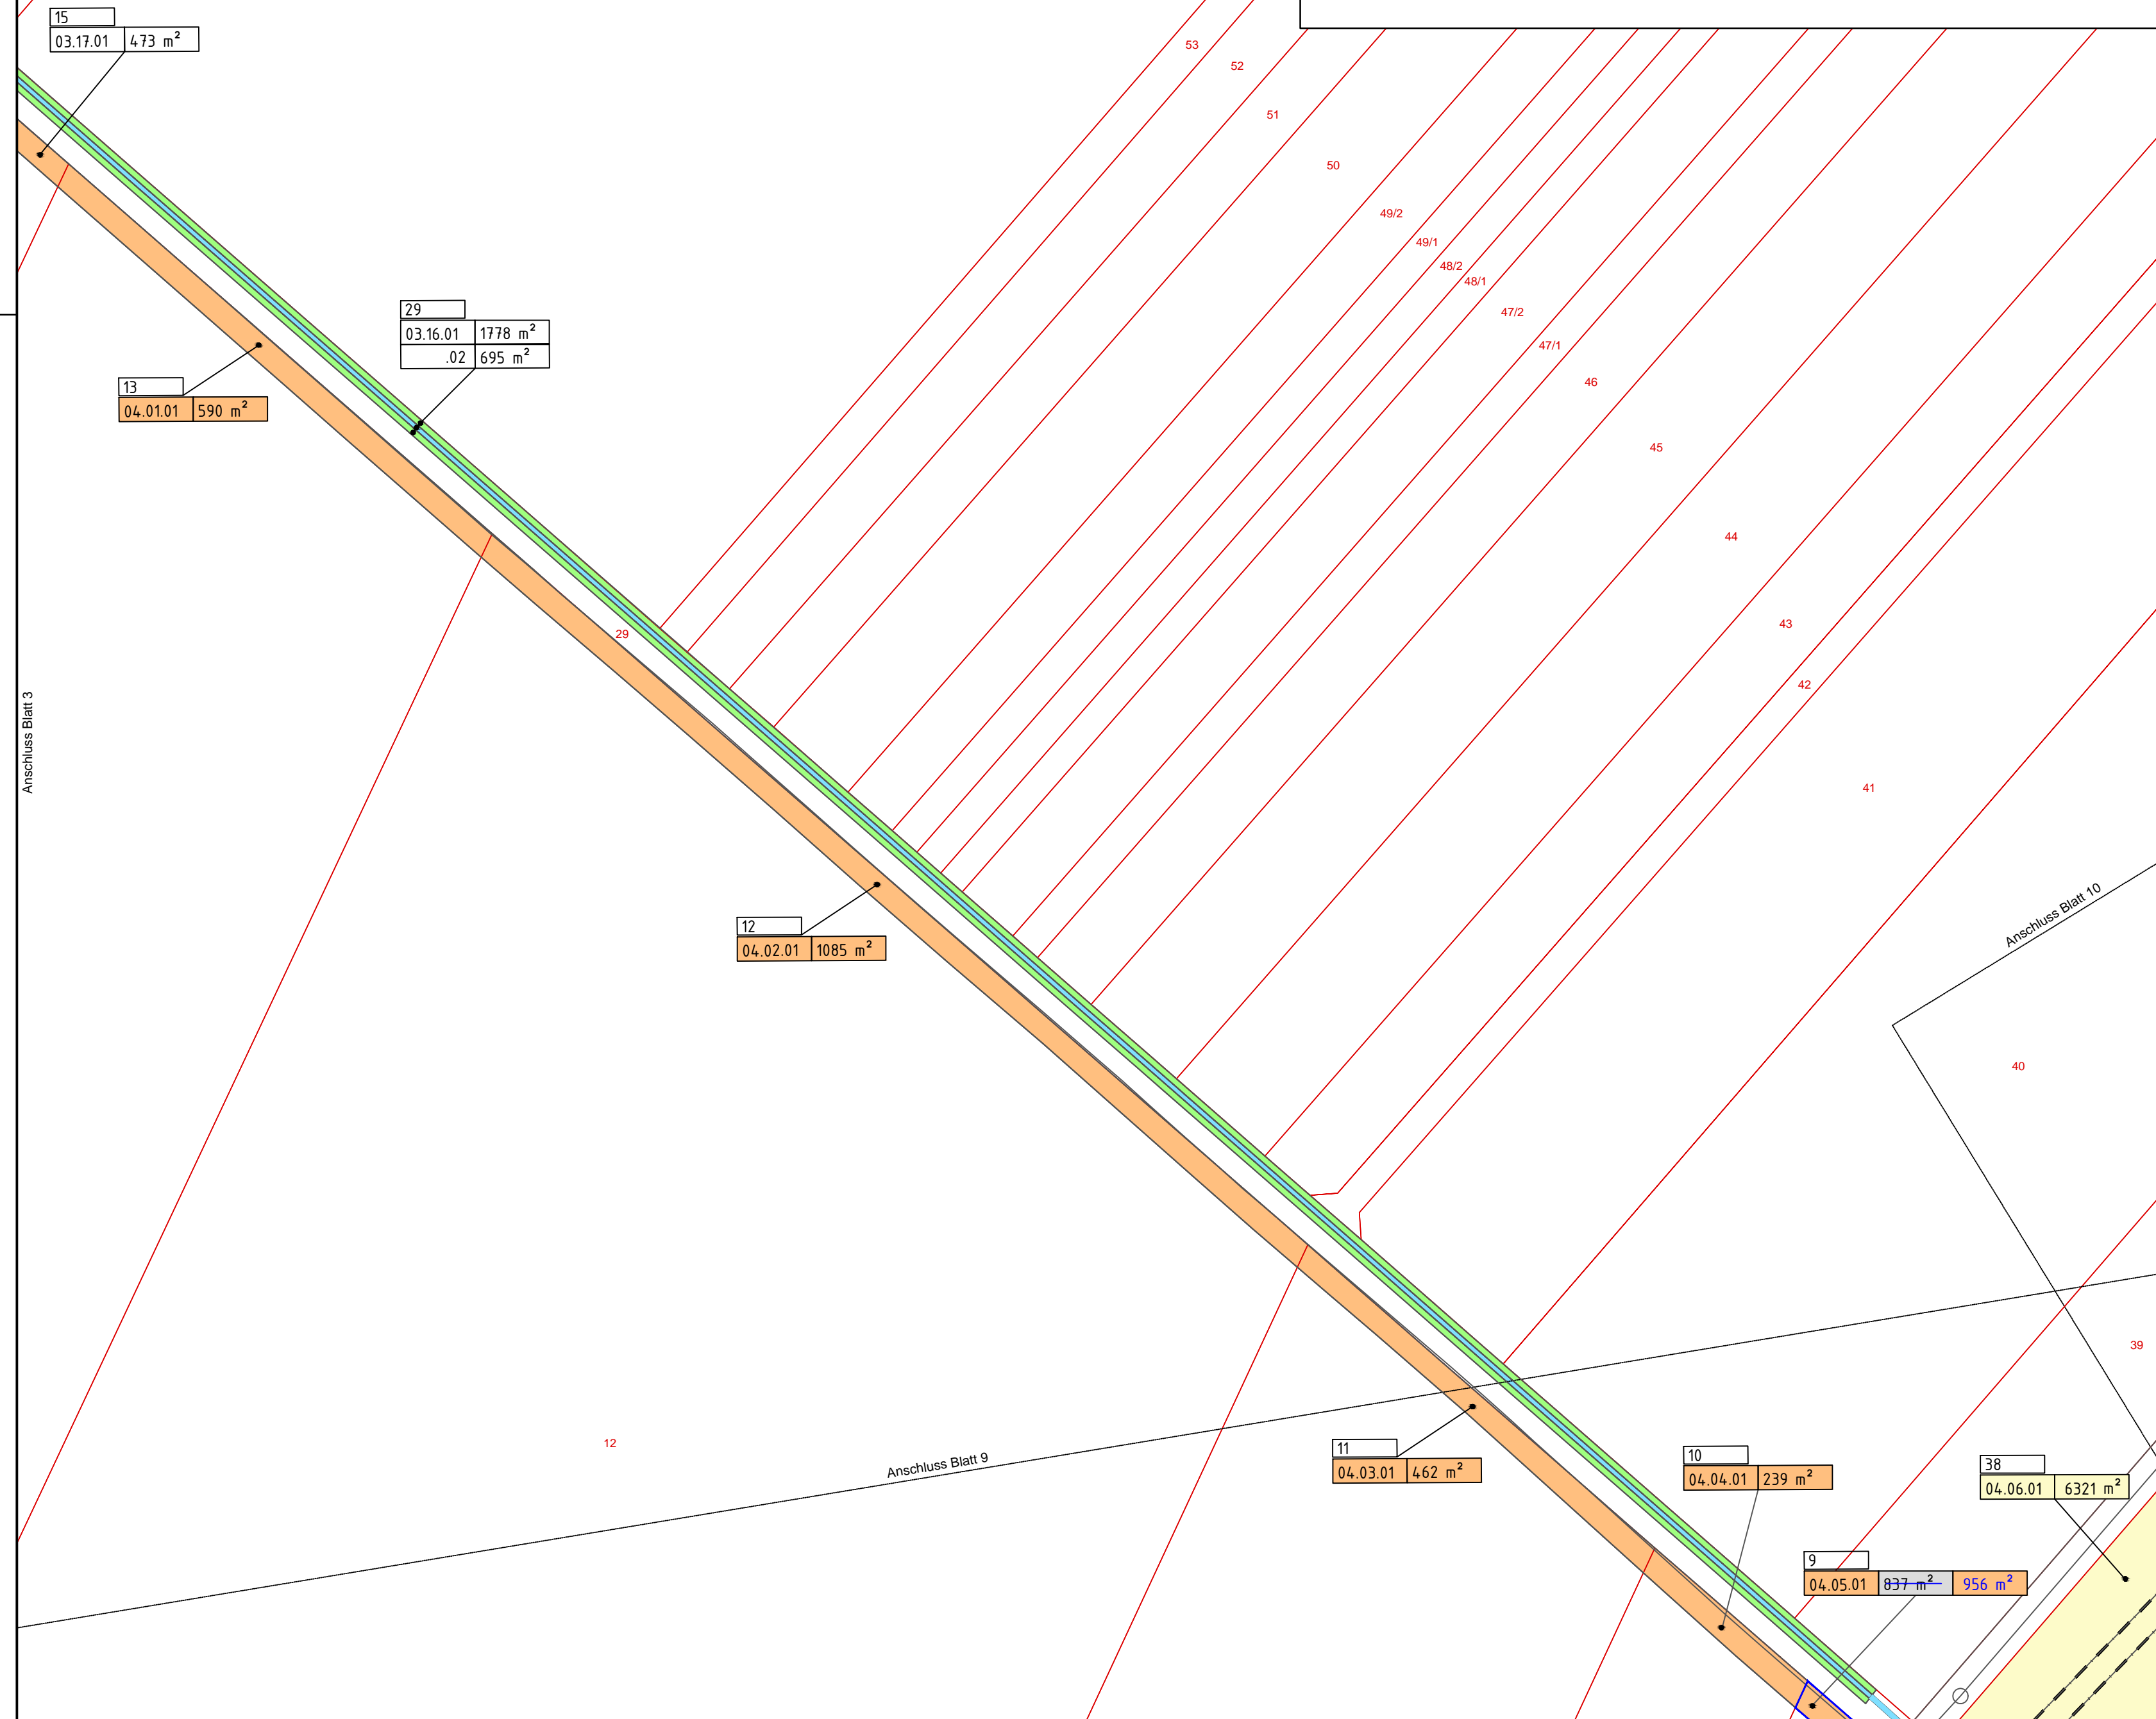 15
03.17.01 473 m²
53
52
51
50
49/2
49/1
48/2
48/1
47/2
47/1
46
45
44
43
42
41
40
39
29
03.16.01 1778 m²
.02 695 m²
13
04.01.01 590 m²
29
Anschluss Blatt 3
12
04.02.01 1085 m²
Anschluss Blatt 10
12
Anschluss Blatt 9
11
04.03.01 462 m²
10
04.04.01 239 m²
38
04.06.01 6321 m²
9
04.05.01 837 m² 956 m²